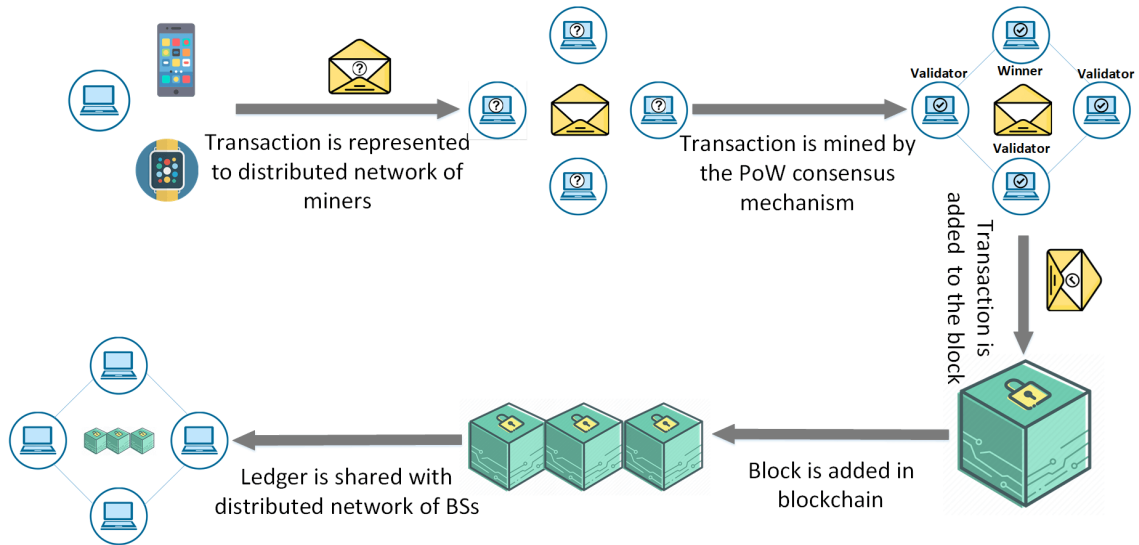 Transaction is represented
to distributed network of
miners
Transaction is mined by
the PoW consensus
mechanism
Validator
Winner
Validator
Validator
Transaction is
added to the block
Block is added in
blockchain
Ledger is shared with
distributed network of BSs